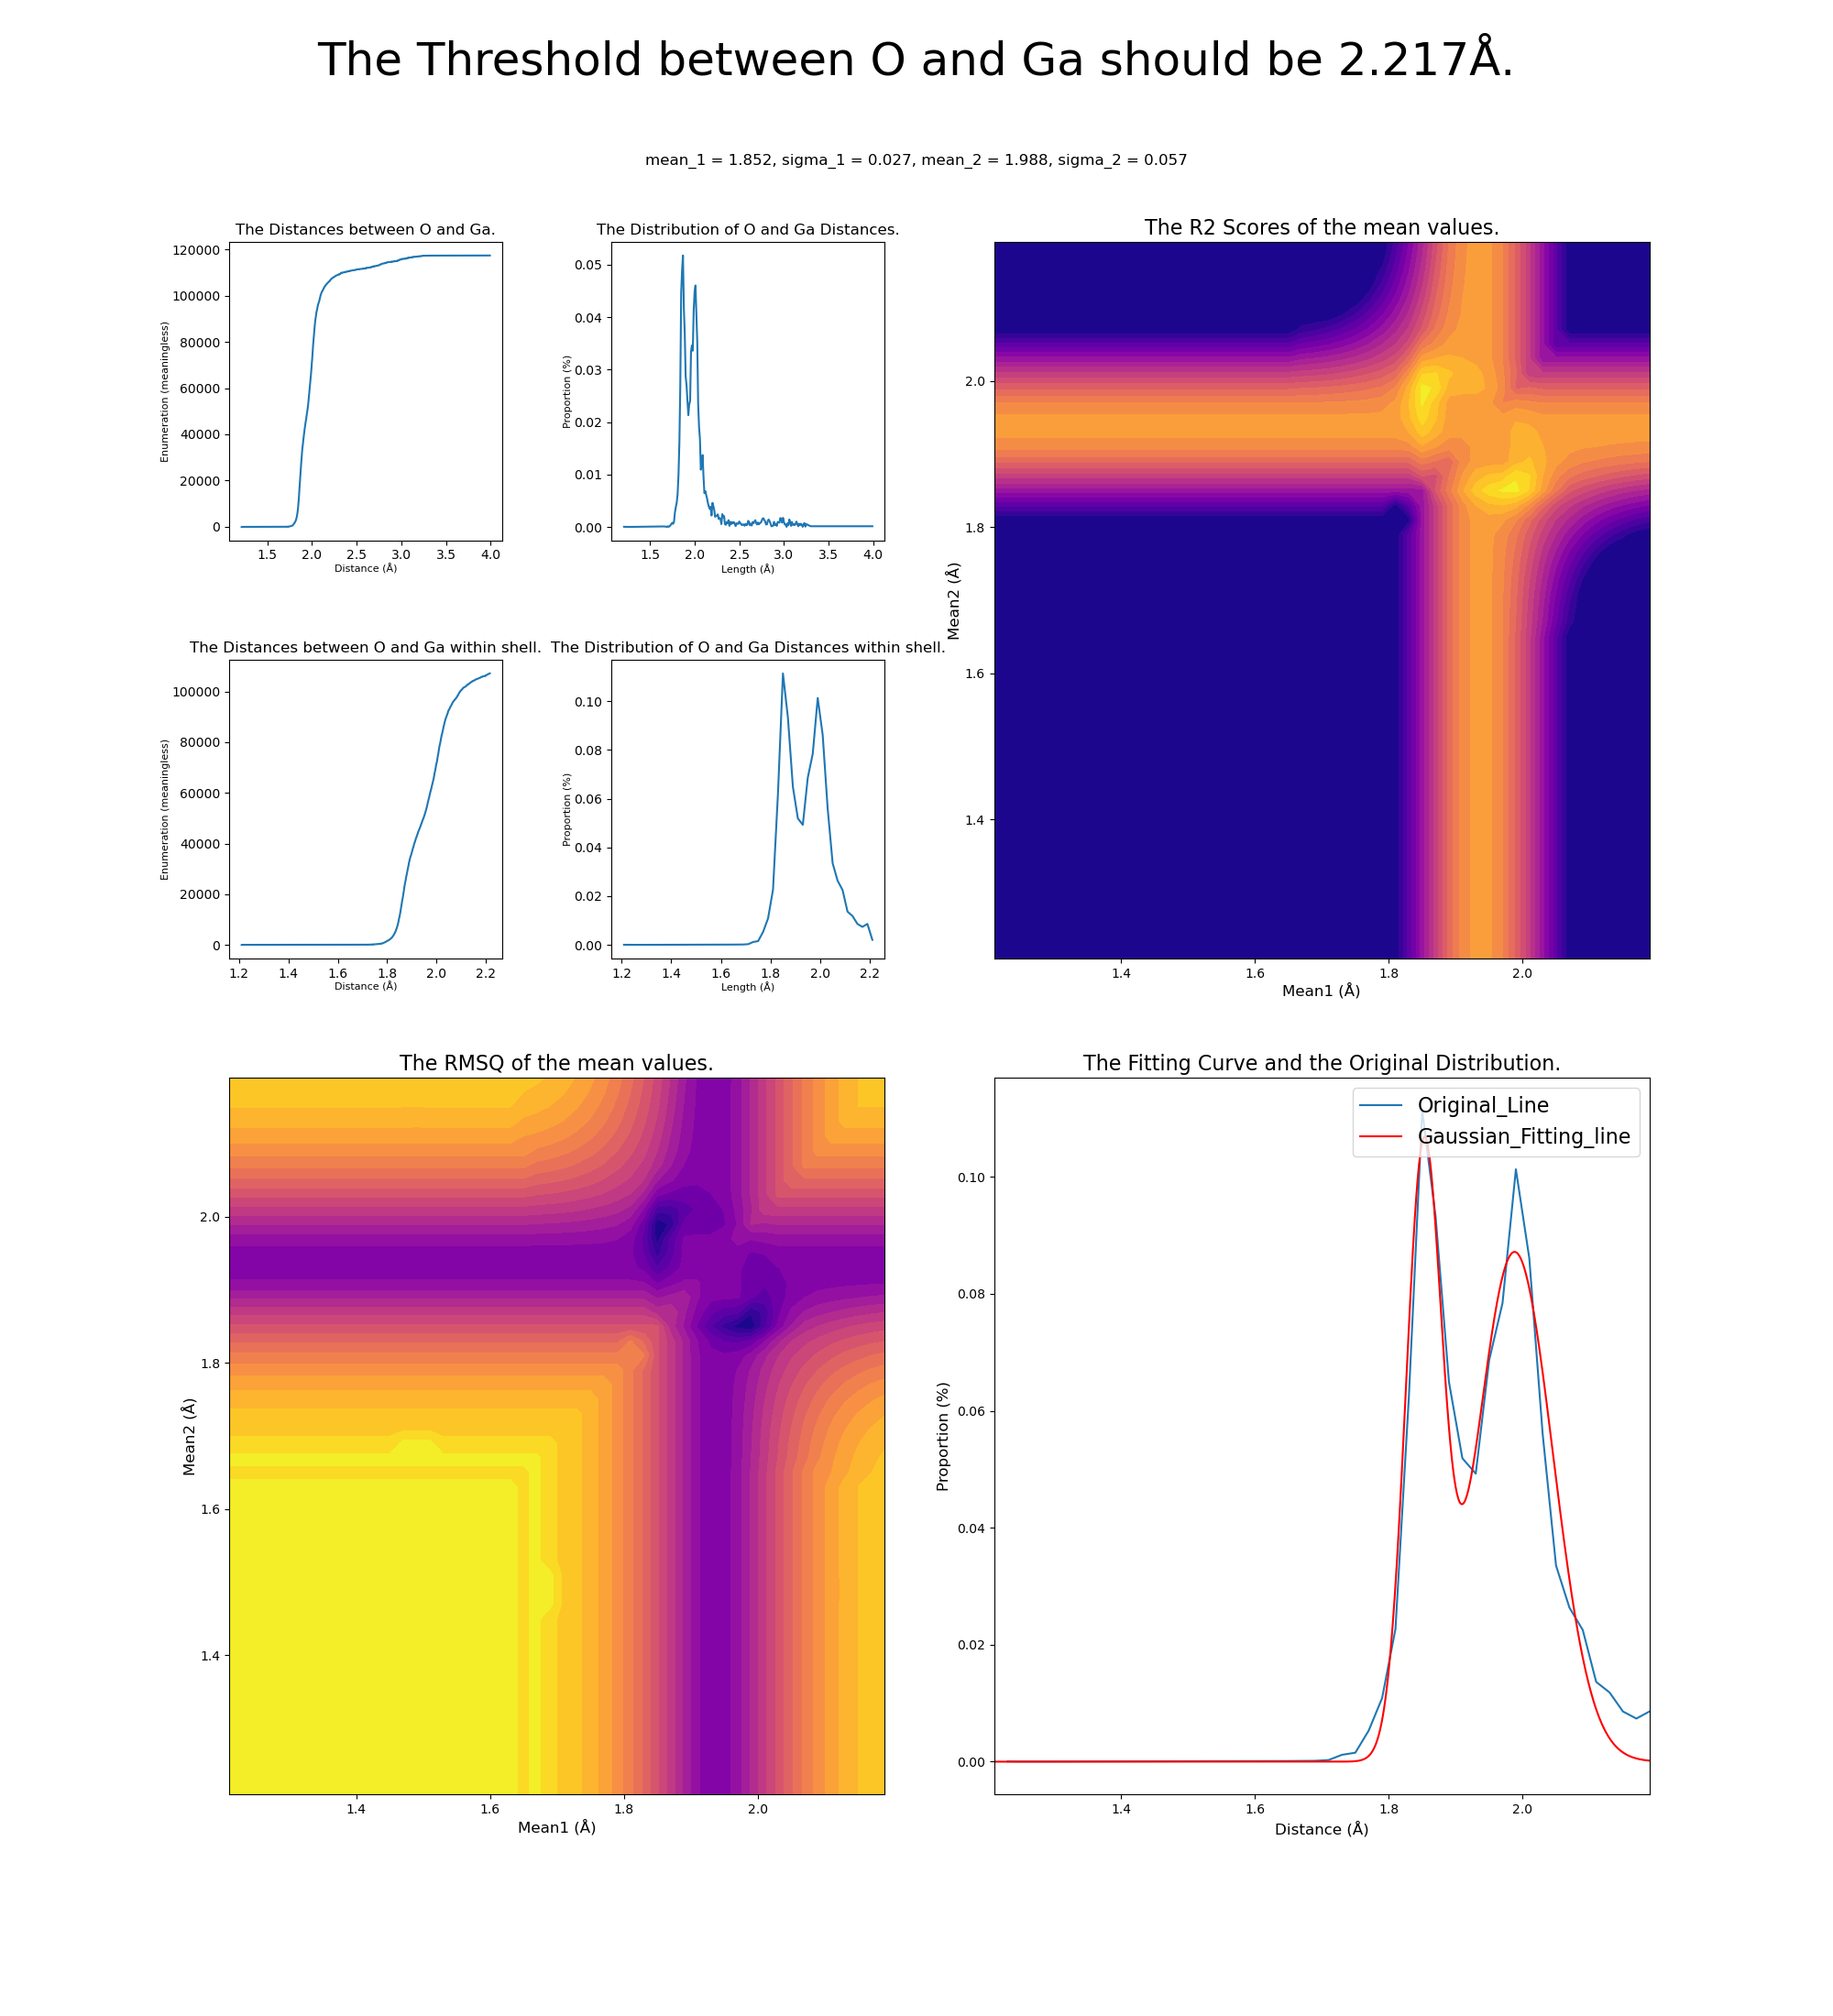 The Threshold between O and Ga should be 2.217Å.
mean_1 = 1.852, sigma_1 = 0.027, mean_2 = 1.988, sigma_2 = 0.057
The Distances between O and Ga.
Enumeration (meaningless)
120000
100000
80000
60000
40000
20000
0
1.5 2.0 2.5 3.0 3.5 4.0
Distance (Å)
The Distribution of O and Ga Distances.
Proportion (%)
0.05
0.04
0.03
0.02
0.01
0.00
1.5 2.0 2.5 3.0 3.5 4.0
Length (Å)
The R2 Scores of the mean values.
Mean2 (Å)
2.0
1.8
1.6
1.4
1.4 1.6 1.8 2.0
Mean1 (Å)
The Distances between O and Ga within shell.
Enumeration (meaningless)
100000
80000
60000
40000
20000
0
1.2 1.4 1.6 1.8 2.0 2.2
Distance (Å)
The Distribution of O and Ga Distances within shell.
Proportion (%)
0.10
0.08
0.06
0.04
0.02
0.00
1.2 1.4 1.6 1.8 2.0 2.2
Length (Å)
The RMSQ of the mean values.
Mean2 (Å)
2.0
1.8
1.6
1.4
1.4 1.6 1.8 2.0
Mean1 (Å)
The Fitting Curve and the Original Distribution.
Original_Line
Gaussian_Fitting_line
Proportion (%)
0.10
0.08
0.06
0.04
0.02
0.00
1.4 1.6 1.8 2.0
Distance (Å)